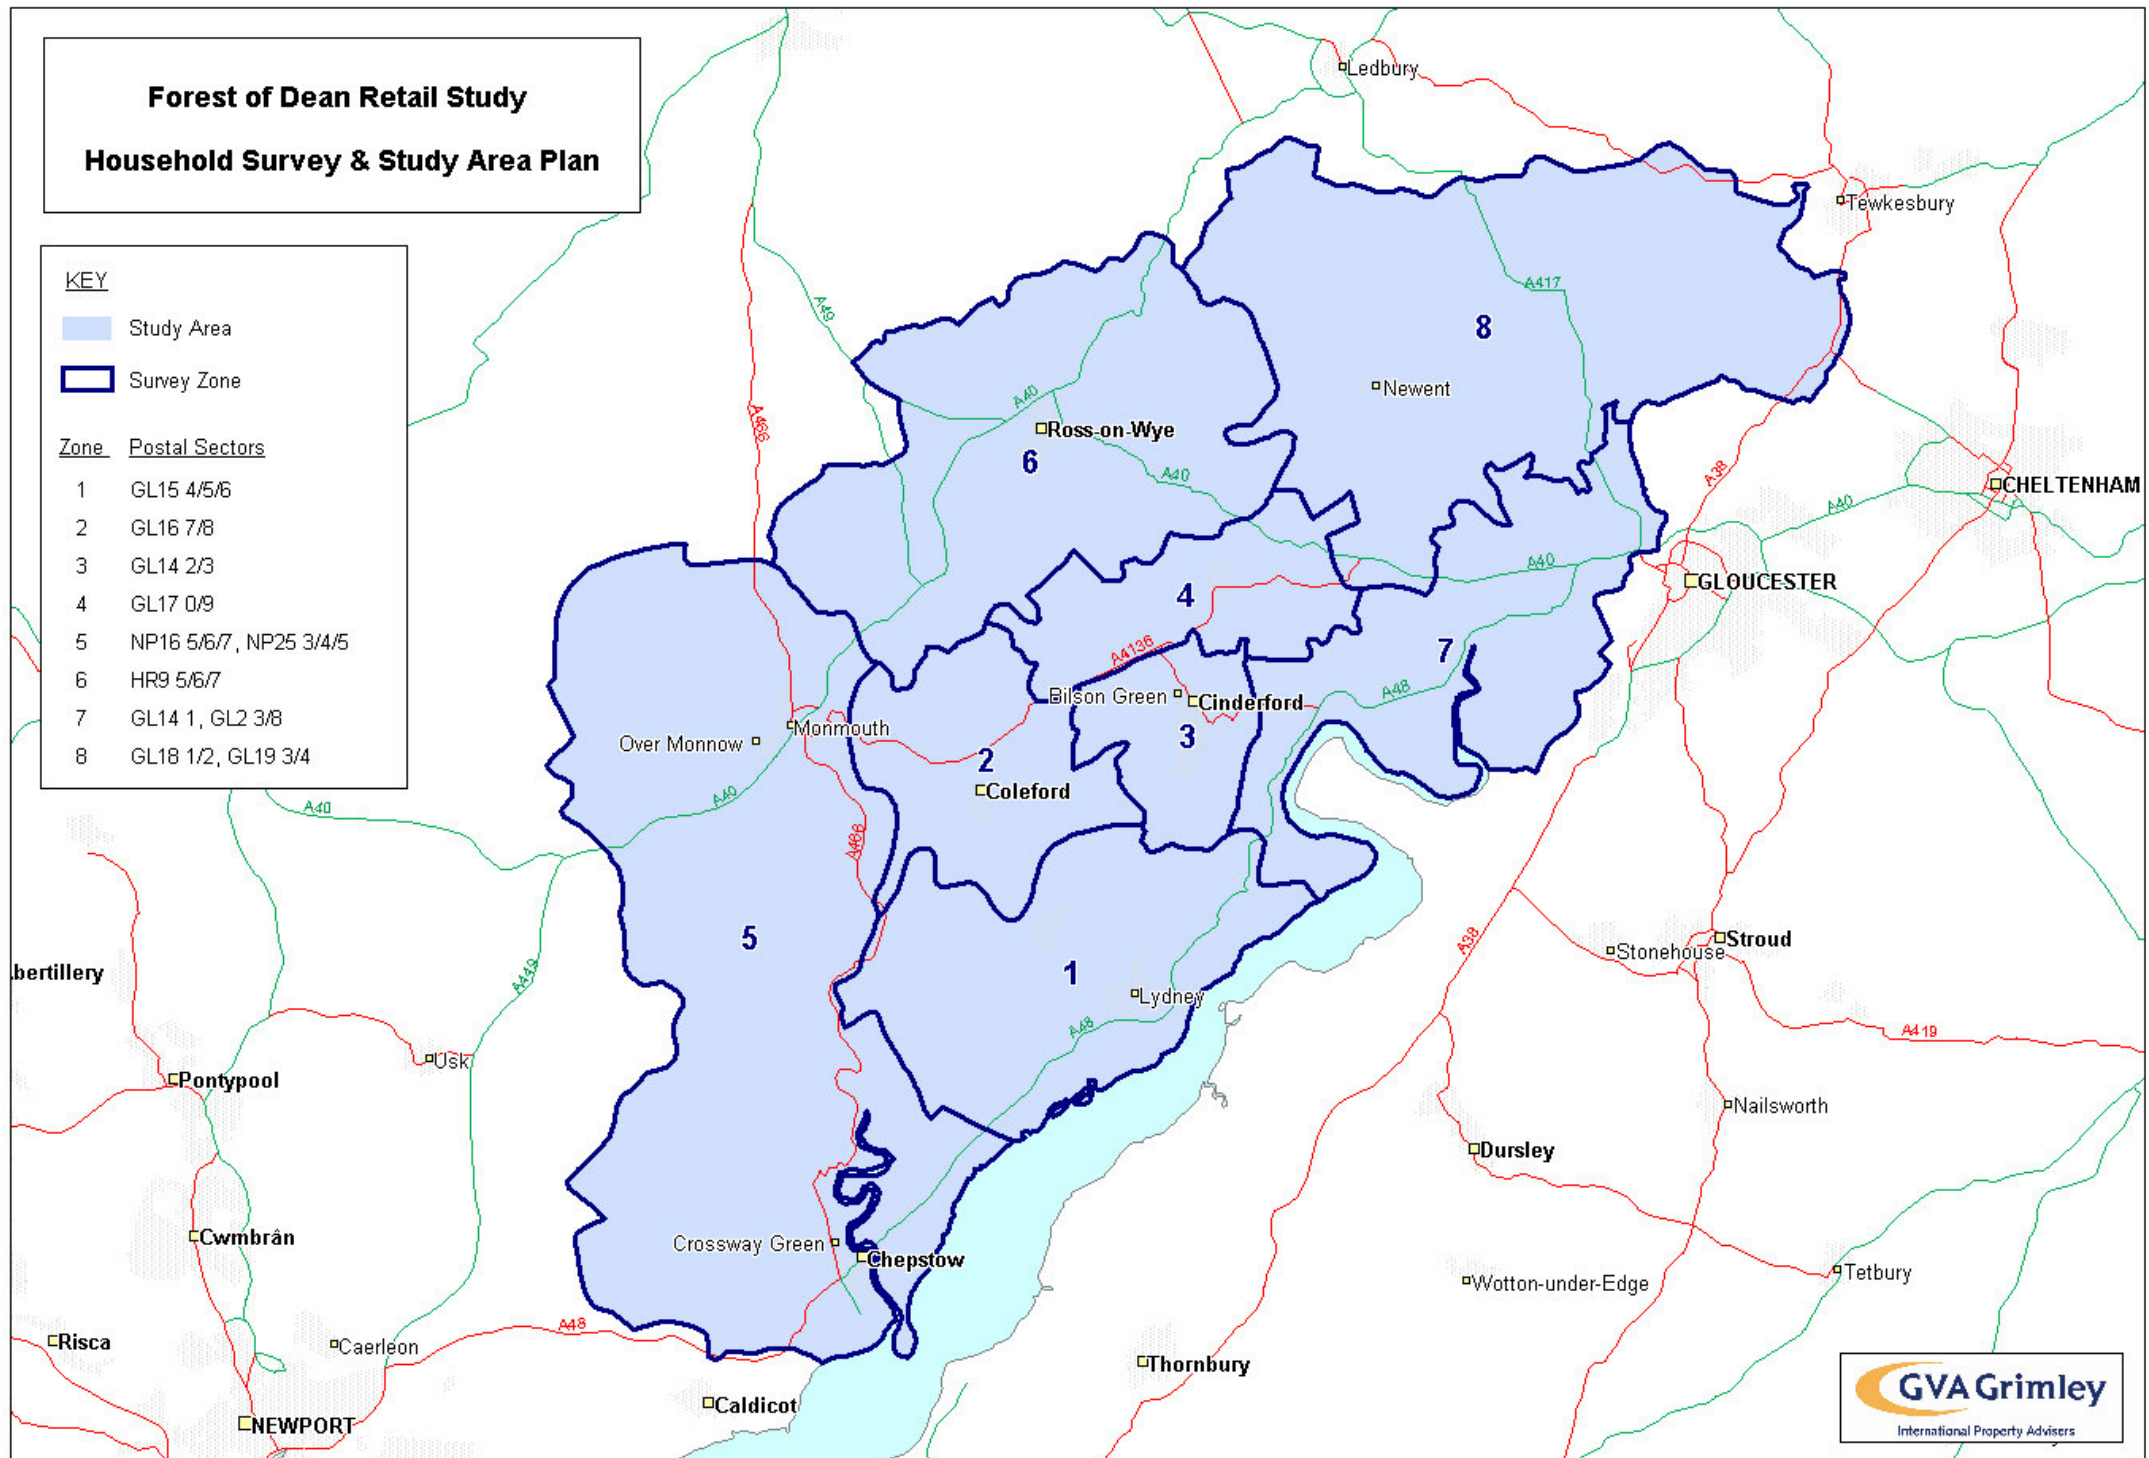 Forest of Dean Retail Study
Household Survey & Study Area Plan
KEY
Study Area
Survey Zone
Zone Postal Sectors
1 GL15 4/5/6
2 GL16 7/8
3 GL14 2/3
4 GL17 0/9
5 NP16 5/6/7, NP25 3/4/5
6 HR9 5/6/7
7 GL14 1, GL2 3/8
8 GL18 1/2, GL19 3/4
Ledbury
Tewkesbury
A417
A49
8
Newent
A40
A466
Ross-on-Wye
6
A40
A38
CHELTENHAM
A40
A40
GLOUCESTER
4
7
A4136
A48
Bilson Green
Cinderford
Monmouth
Over Monnow
3
2
Coleford
A40
A40
A466
5
A38
Stonehouse
Stroud
bertillery
A449
1
Lydney
A48
A419
Usk
Pontypool
Nailsworth
Dursley
Cwmbrân
Crossway Green
Chepstow
Wotton-under-Edge
Tetbury
A48
Risca
Caerleon
Thornbury
Caldicot
NEWPORT
GVA Grimley
International Property Advisers